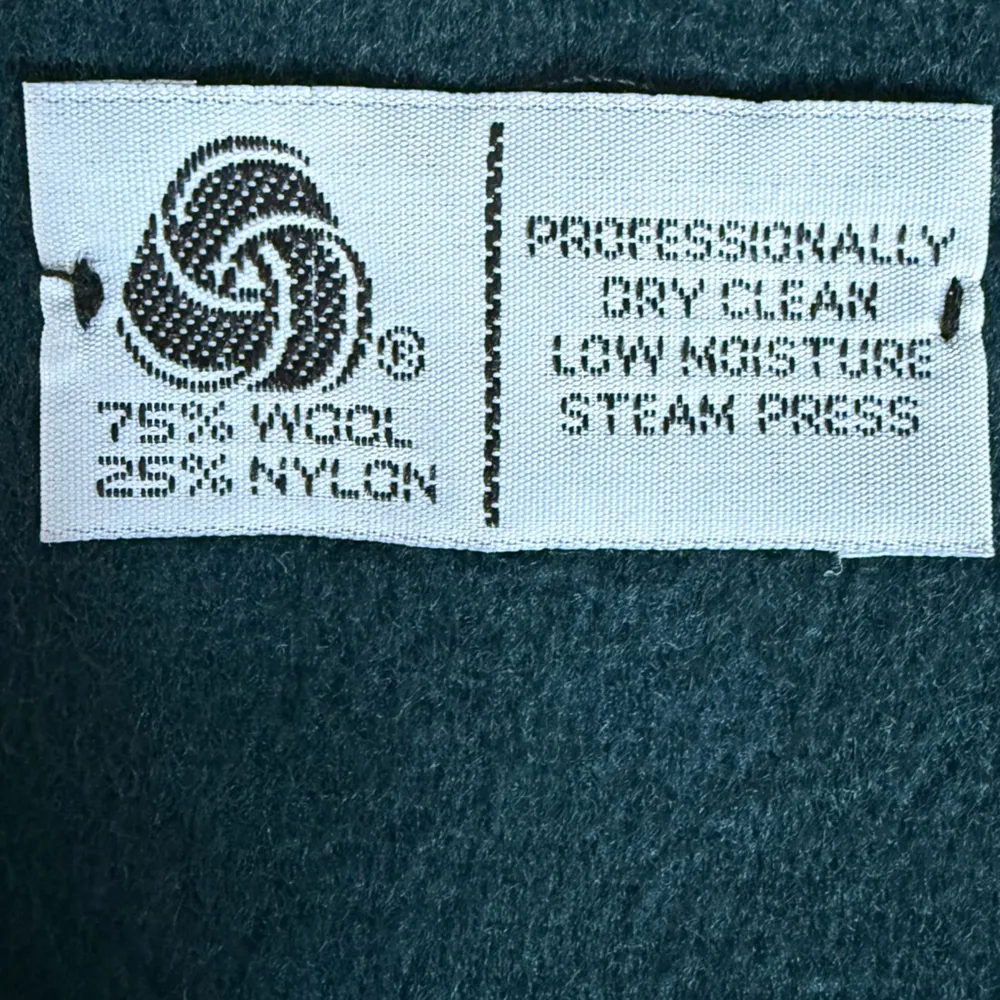 ®
75% WOOL
25% NYLON
PROFESSIONALLY
DRY CLEAN
LOW MOISTURE
STEAM PRESS